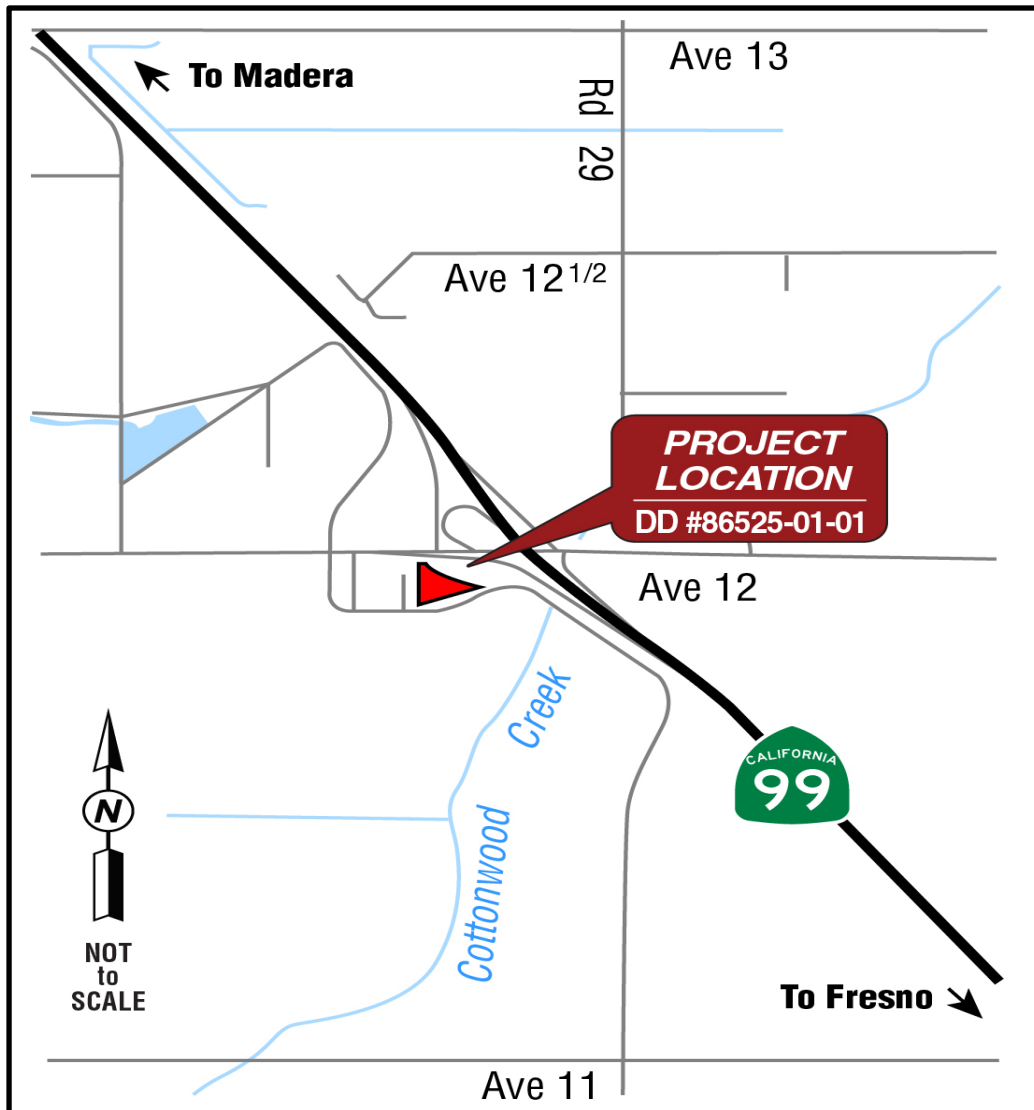 Ave 13
To Madera
Rd 29
Ave 12 1/2
PROJECT
LOCATION
DD #86525-01-01
Ave 12
Creek
Cottonwood
CALIFORNIA
99
N
NOT
to
SCALE
To Fresno
Ave 11